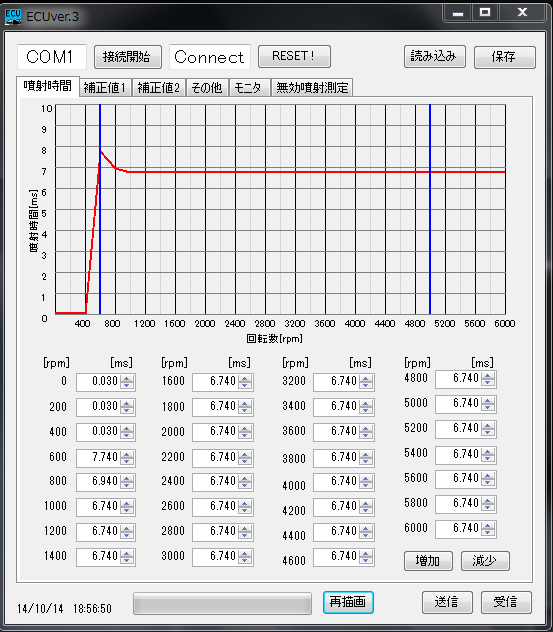 ECUver.3
COM1 接続開始 Connect RESET! 読み込み 保存
噴射時間 補正値1 補正値2 その他 モニタ 無効噴射測定
噴射時間[ms]
10
9
8
7
6
5
4
3
2
1
0
400 800 1200 1600 2000 2400 2800 3200 3600 4000 4400 4800 5200 5600 6000
回転数[rpm]
[rpm] [ms] [rpm] [ms] [rpm] [ms] [rpm] [ms]
0 0.030 1600 6.740 3200 6.740 4800 6.740
200 0.030 1800 6.740 3400 6.740 5000 6.740
400 0.030 2000 6.740 3600 6.740 5200 6.740
600 7.740 2200 6.740 3800 6.740 5400 6.740
800 6.940 2400 6.740 4000 6.740 5600 6.740
1000 6.740 2600 6.740 4200 6.740 5800 6.740
1200 6.740 2800 6.740 4400 6.740 6000 6.740
1400 6.740 3000 6.740 4600 6.740 増加 減少
14/10/14 18:56:50 再描画 送信 受信